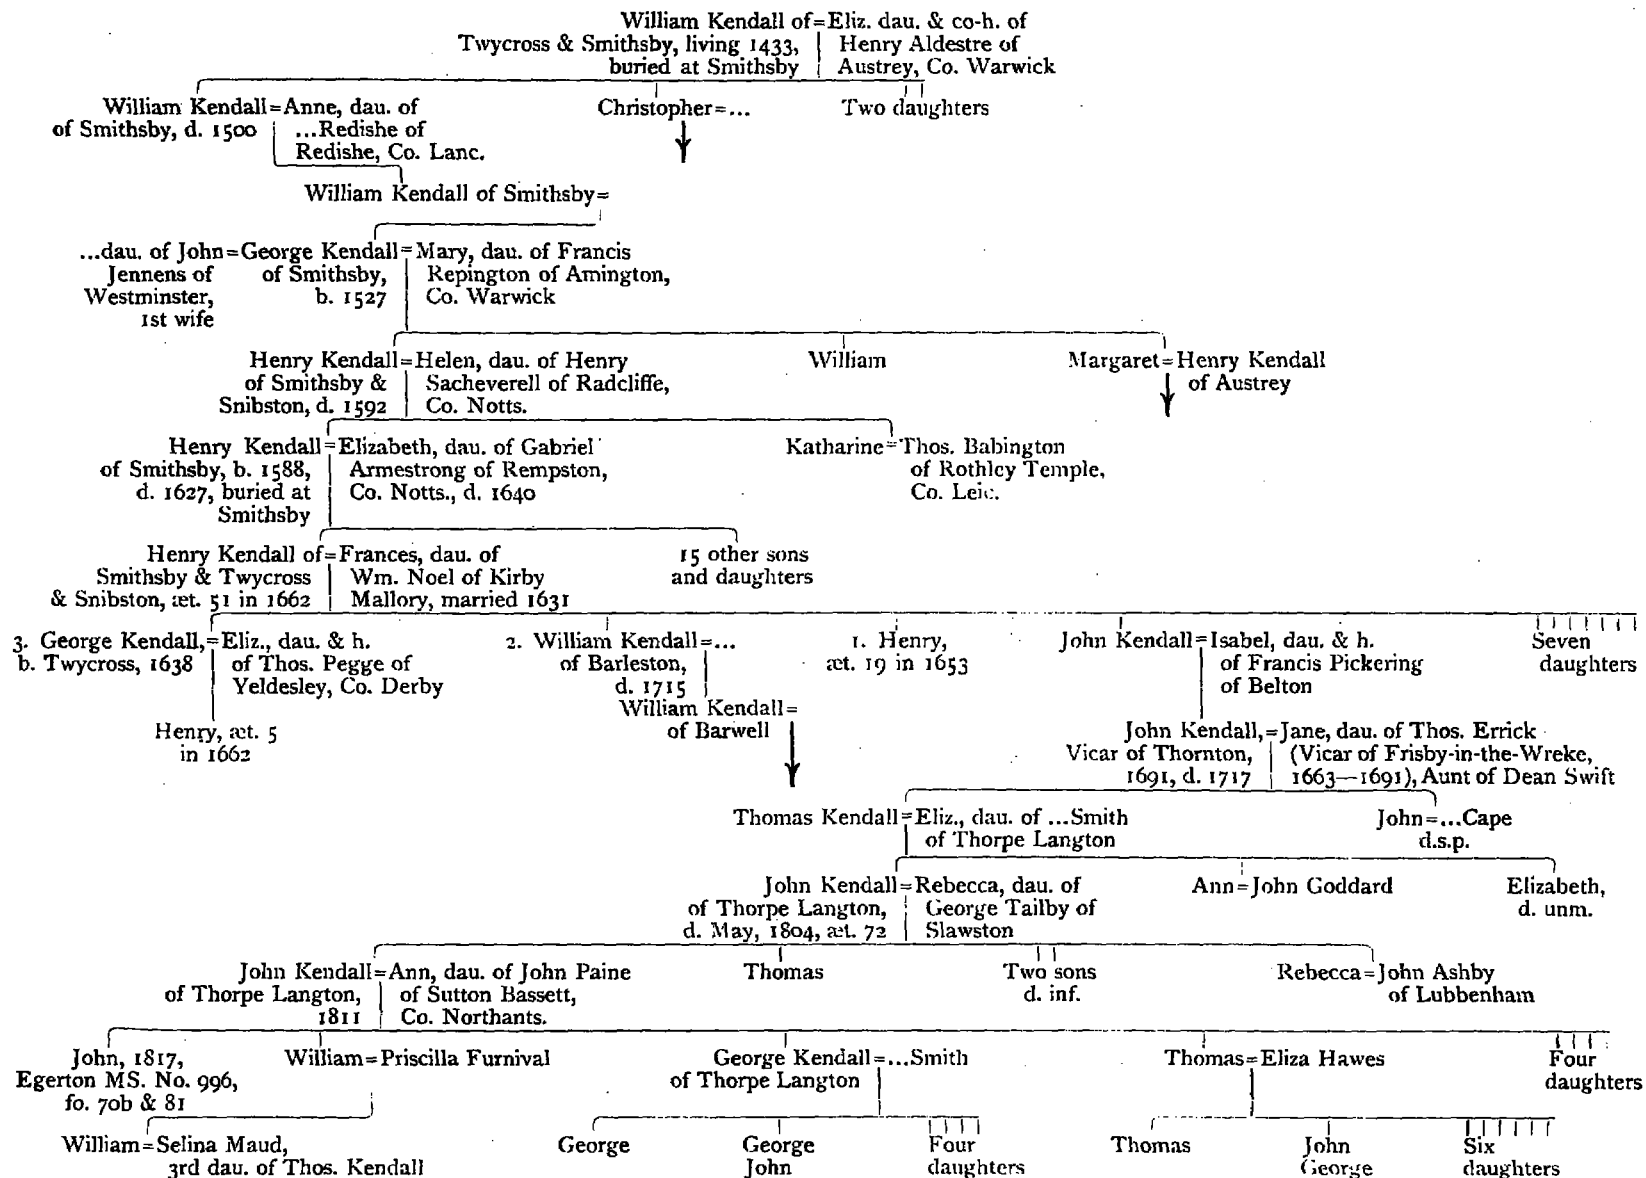 William Kendall of=Eliz. dau. & co-h. of
Twycross & Smithsby, living 1433, Henry Aldestre of
buried at Smithsby Austrey, Co. Warwick
William Kendall=Anne, dau. of Christopher=... Two daughters
of Smithsby, d. 1500 ...Redishe of
Redishe, Co. Lanc.
William Kendall of Smithsby=
...dau. of John=George Kendall=Mary, dau. of Francis
Jennens of of Smithsby, Repington of Amington,
Westminster, b. 1527 Co. Warwick
1st wife
Henry Kendall=Helen, dau. of Henry William Margaret=Henry Kendall
of Smithsby & Sacheverell of Radcliffe, of Austrey
Snibston, d. 1592 Co. Notts.
Henry Kendall=Elizabeth, dau. of Gabriel Katharine=Thos. Babington
of Smithsby, b. 1588, Armestrong of Rempston, of Rothley Temple,
d. 1627, buried at Co. Notts., d. 1640 Co. Leic.
Smithsby
Henry Kendall of=Frances, dau. of 15 other sons
Smithsby & Twycross Wm. Noel of Kirby and daughters
& Snibston, æt. 51 in 1662 Mallory, married 1631
3. George Kendall,=Eliz., dau. & h. 2. William Kendall=... 1. Henry, John Kendall=Isabel, dau. & h. Seven
b. Twycross, 1638 of Thos. Pegge of of Barleston, æt. 19 in 1653 of Francis Pickering daughters
Yeldesley, Co. Derby d. 1715 of Belton
William Kendall=
Henry, æt. 5 of Barwell John Kendall,=Jane, dau. of Thos. Errick
in 1662 Vicar of Thornton, (Vicar of Frisby-in-the-Wreke,
1691, d. 1717 1663—1691), Aunt of Dean Swift
Thomas Kendall=Eliz., dau. of ...Smith John=...Cape
of Thorpe Langton d.s.p.
John Kendall=Rebecca, dau. of Ann=John Goddard Elizabeth,
of Thorpe Langton, George Tailby of d. unm.
d. May, 1804, æt. 72 Slawston
John Kendall=Ann, dau. of John Paine Thomas Two sons Rebecca=John Ashby
of Thorpe Langton, of Sutton Bassett, d. inf. of Lubbenham
1811 Co. Northants.
John, 1817, William=Priscilla Furnival George Kendall=...Smith Thomas=Eliza Hawes Four
Egerton MS. No. 996, of Thorpe Langton daughters
fo. 70b & 81
William=Selina Maud, George George Four Thomas John Six
3rd dau. of Thos. Kendall John daughters George daughters